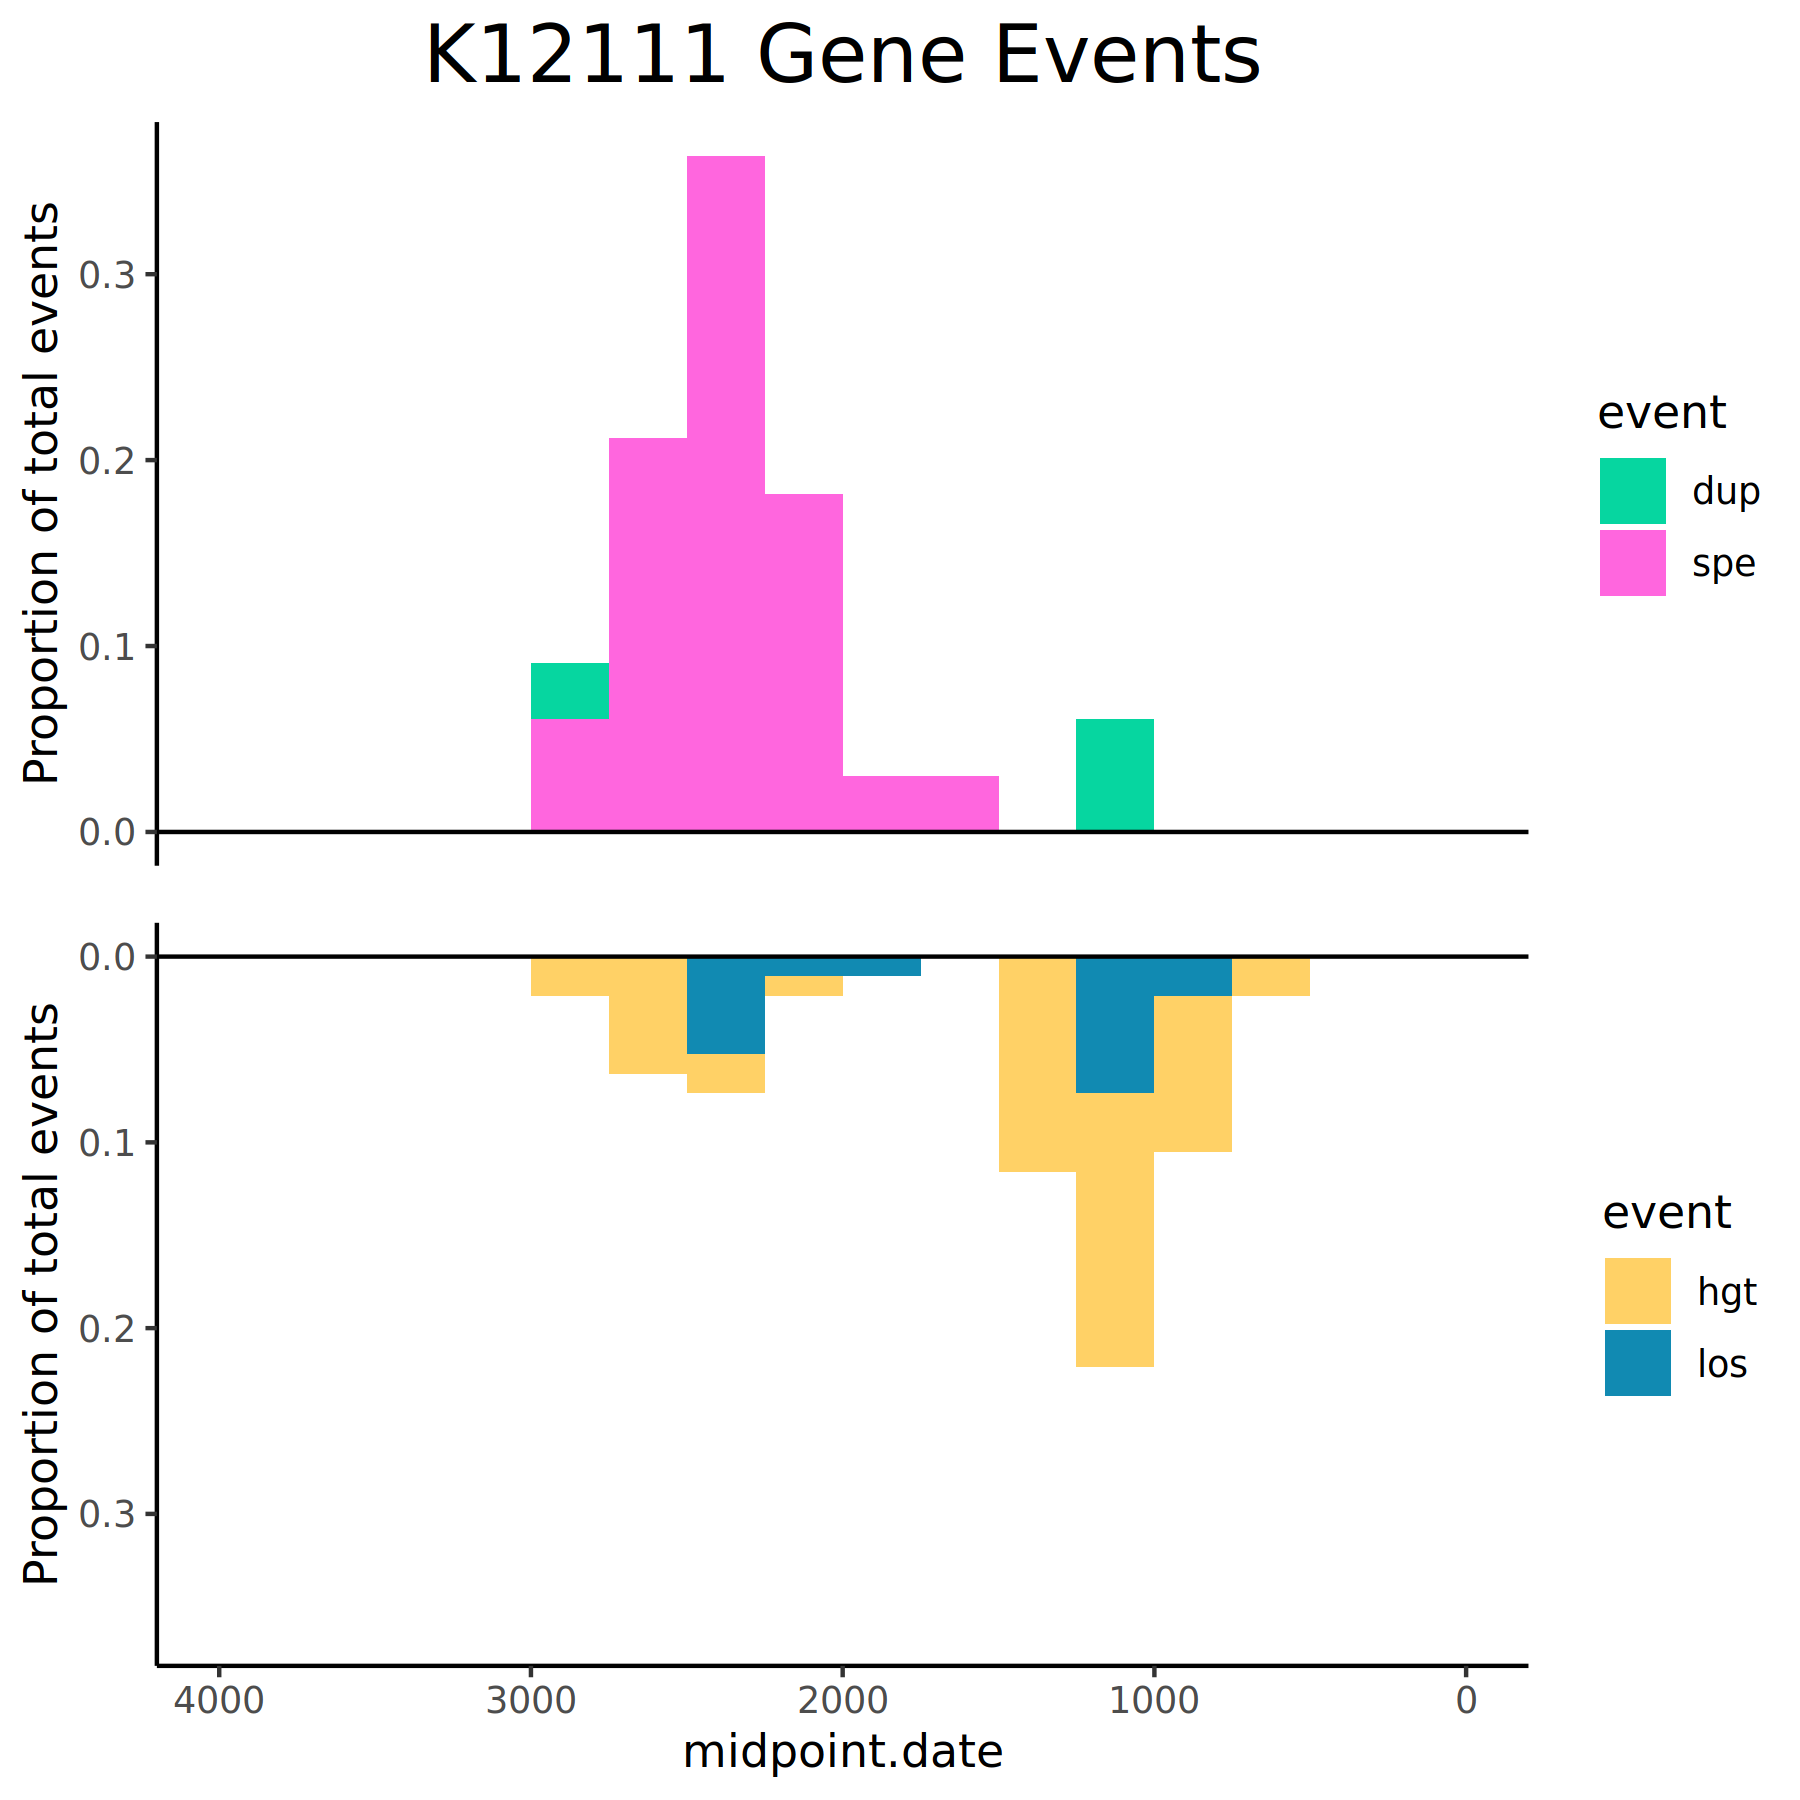 K12111 Gene Events
Proportion of total events
0.3
0.2
0.1
0.0
event
dup
spe
Proportion of total events
0.0
0.1
0.2
0.3
event
hgt
los
4000 3000 2000 1000 0
midpoint.date